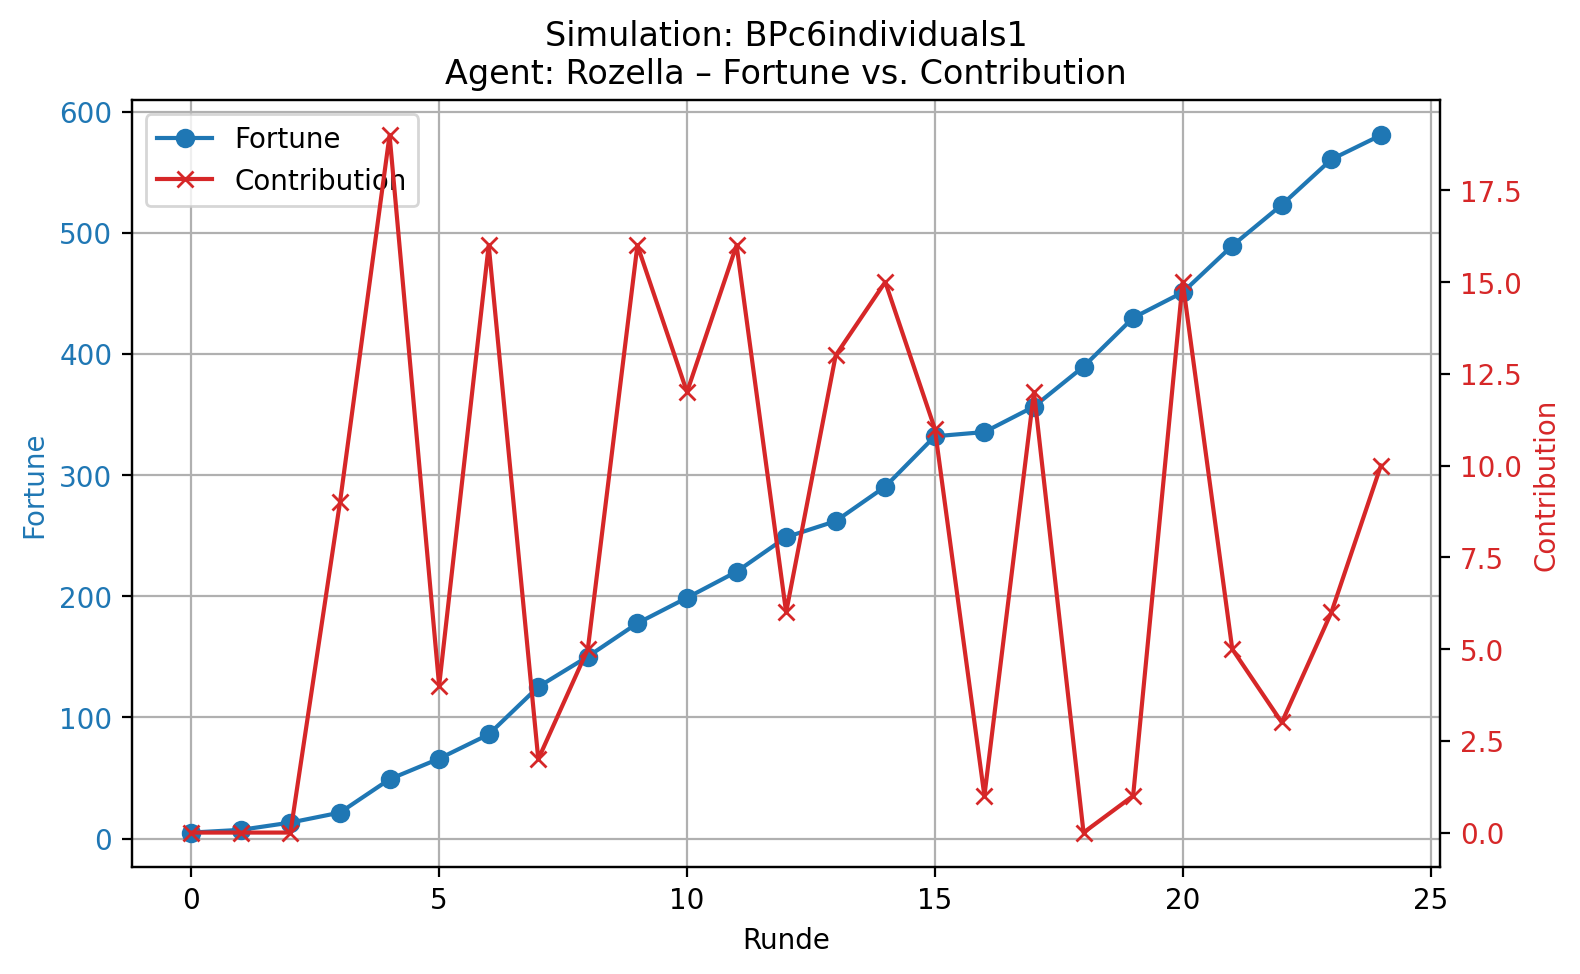 Simulation: BPc6individuals1
Agent: Rozella – Fortune vs. Contribution
Fortune
Contribution
600
500
400
300
200
100
0
Fortune
17.5
15.0
12.5
10.0
7.5
5.0
2.5
0.0
Contribution
0 5 10 15 20 25
Runde